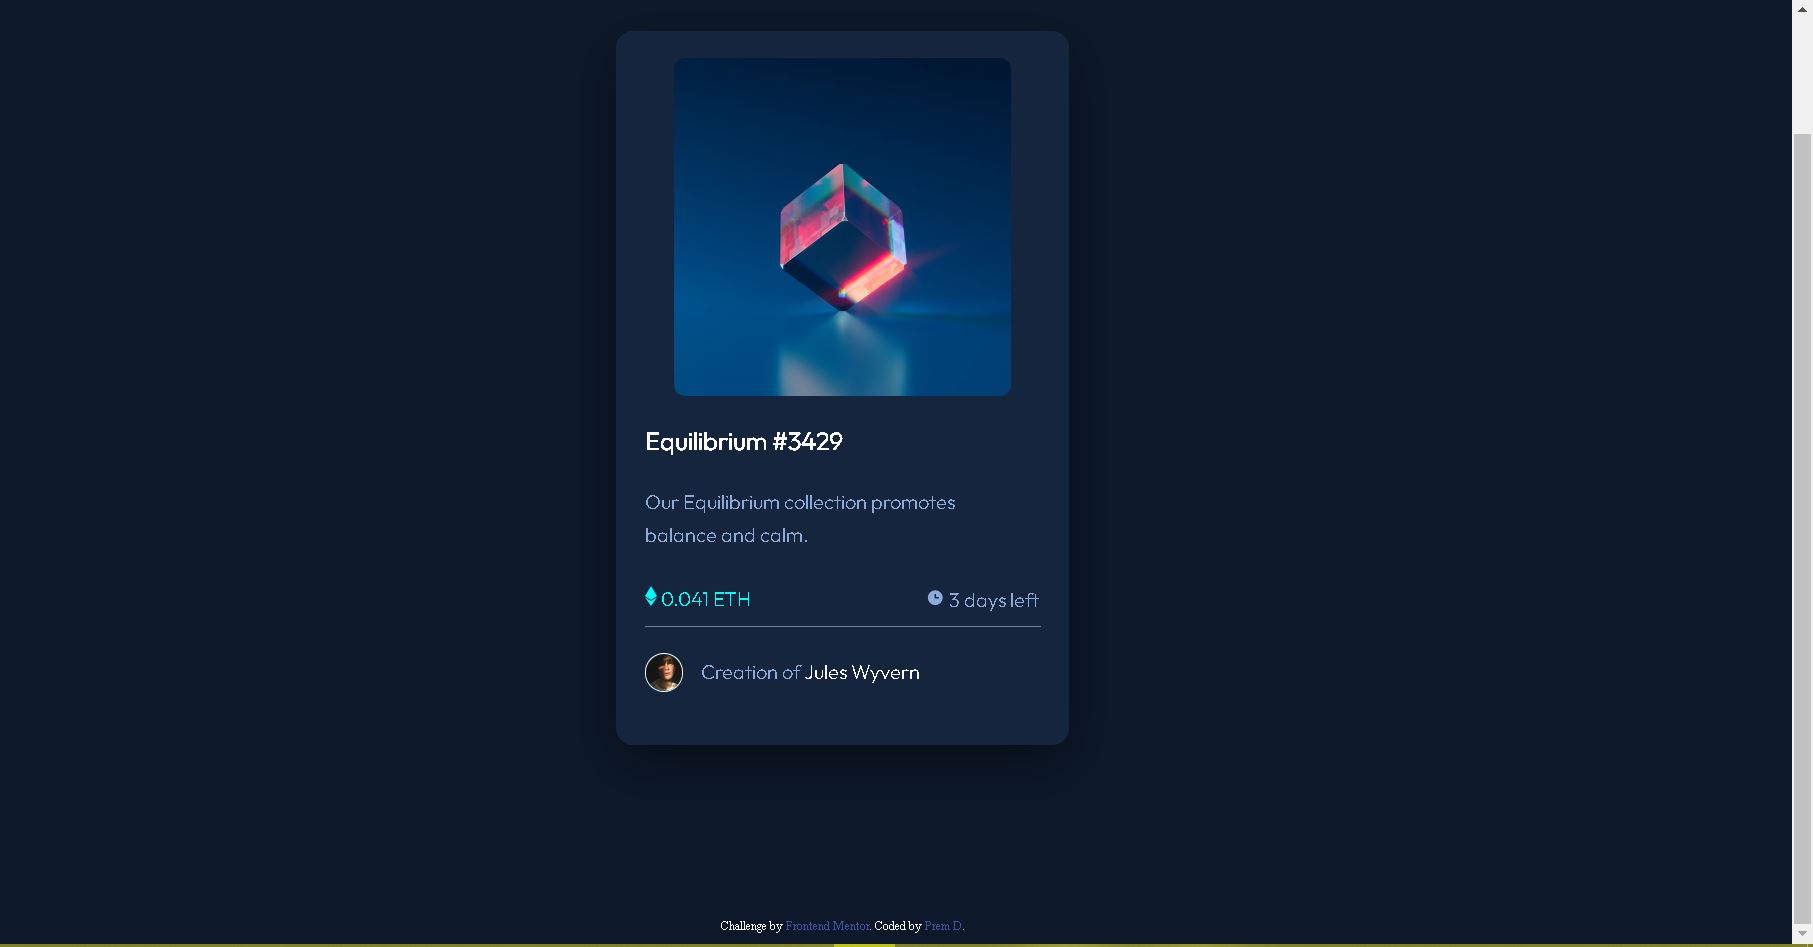 Equilibrium #3429
Our Equilibrium collection promotes
balance and calm.
0.041 ETH
3 days left
Creation of Jules Wyvern
Challenge by Frontend Mentor. Coded by Prem D.